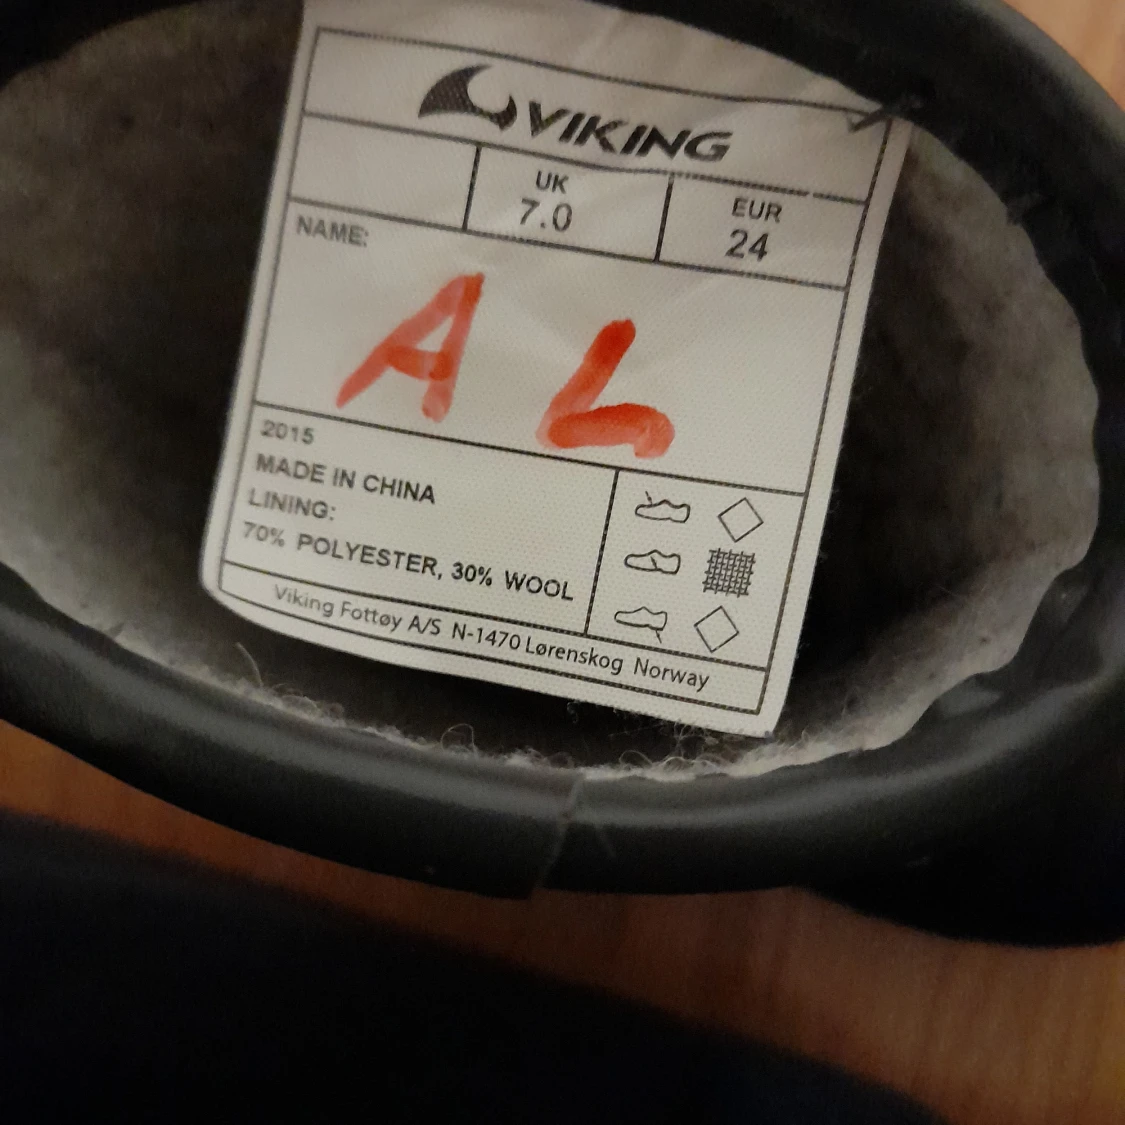 VIKING
UK
7.0
EUR
24
NAME:
A L
2015
MADE IN CHINA
LINING:
70% POLYESTER, 30% WOOL
Viking Fottøy A/S N-1470 Lørenskog Norway